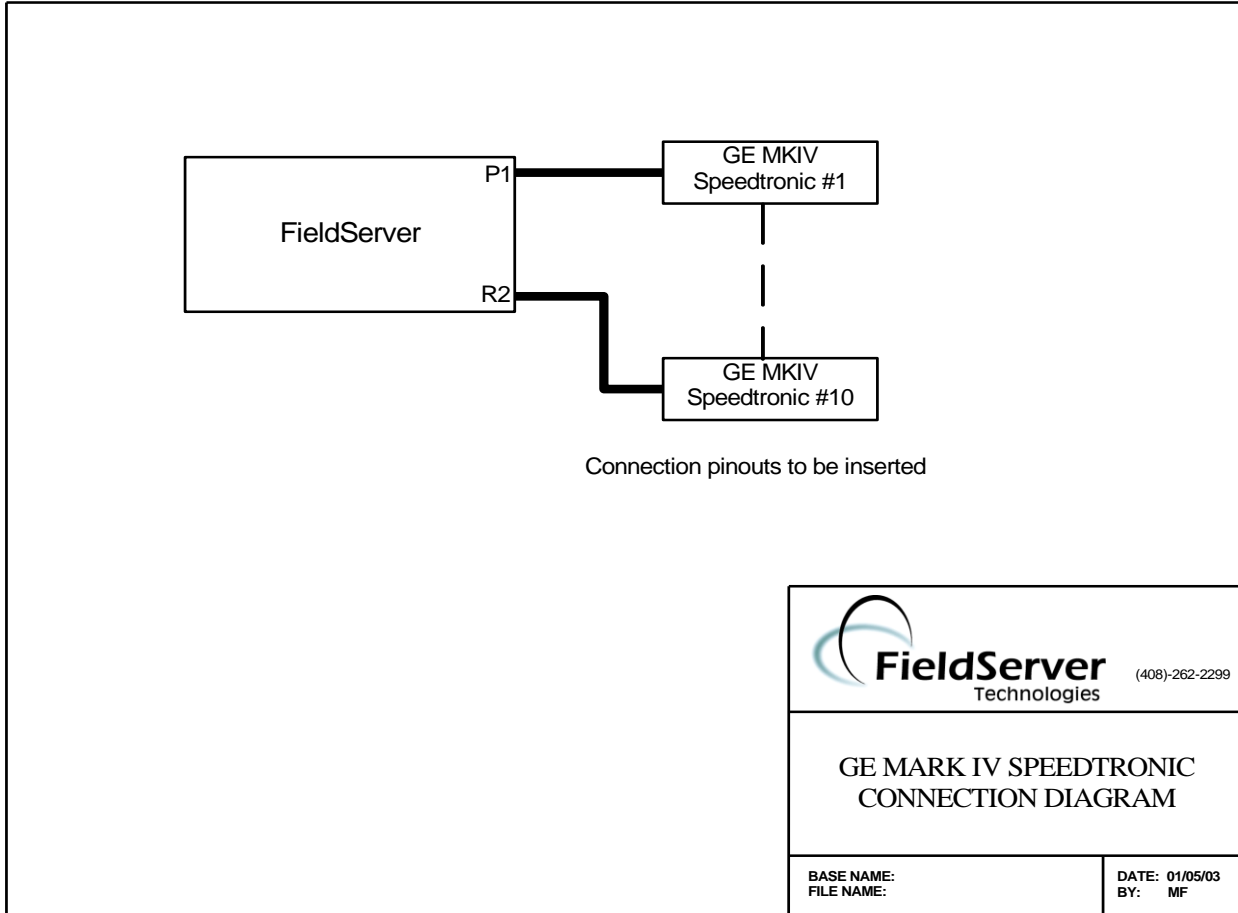 P1
GE MKIV
Speedtronic #1
FieldServer
R2
GE MKIV
Speedtronic #10
Connection pinouts to be inserted
FieldServer
Technologies
(408)-262-2299
GE MARK IV SPEEDTRONIC
CONNECTION DIAGRAM
BASE NAME:
FILE NAME:
DATE: 01/05/03
BY: MF